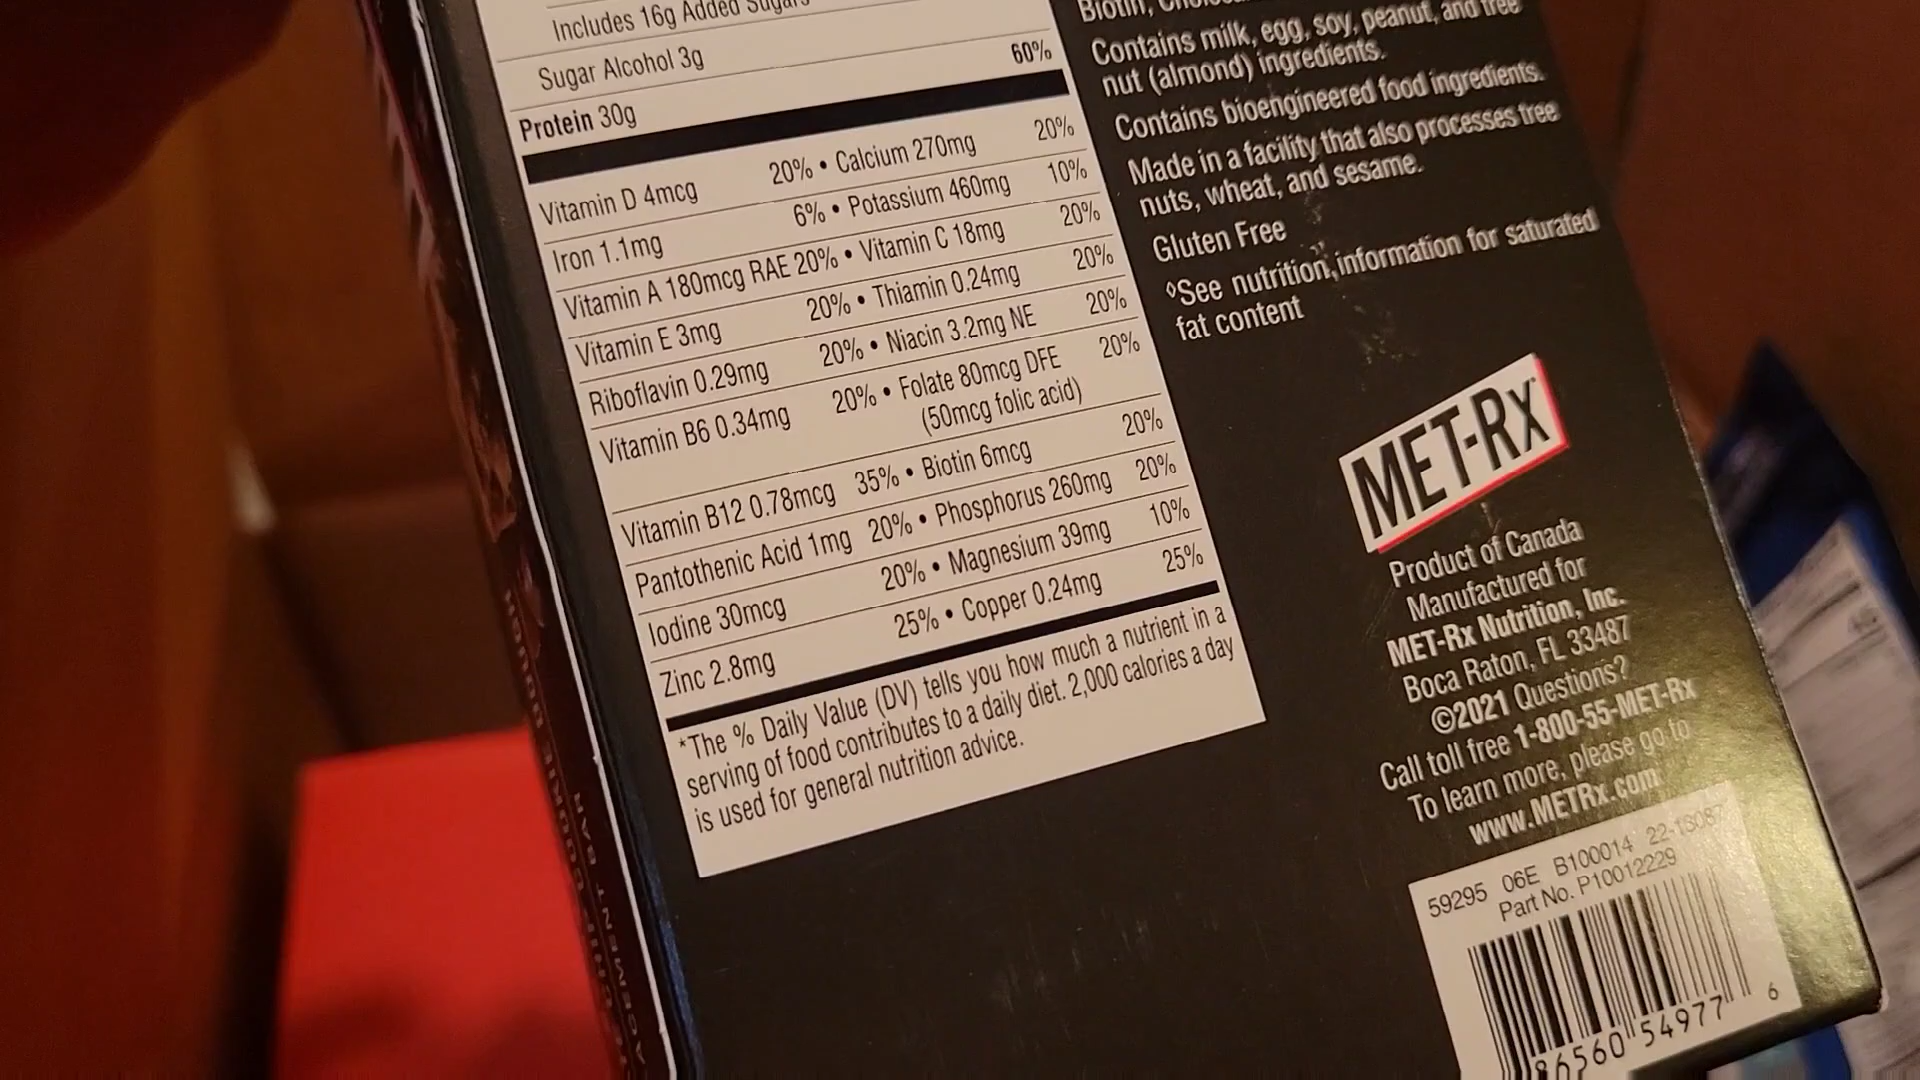 Includes 16g Added Sugars
Sugar Alcohol 3g
Protein 30g 60%
Vitamin D 4mcg 20% • Calcium 270mg 20%
Iron 1.1mg 6% • Potassium 460mg 10%
Vitamin A 180mcg RAE 20% • Vitamin C 18mg 20%
Vitamin E 3mg 20% • Thiamin 0.24mg 20%
Riboflavin 0.29mg 20% • Niacin 3.2mg NE 20%
Vitamin B6 0.34mg 20% • Folate 80mcg DFE 20%
(50mcg folic acid)
Vitamin B12 0.78mcg 35% • Biotin 6mcg 20%
Pantothenic Acid 1mg 20% • Phosphorus 260mg 20%
Iodine 30mcg 20% • Magnesium 39mg 10%
Zinc 2.8mg 25% • Copper 0.24mg 25%
*The % Daily Value (DV) tells you how much a nutrient in a
serving of food contributes to a daily diet. 2,000 calories a day
is used for general nutrition advice.
Biotin,
Contains milk, egg, soy, peanut, and tree
nut (almond) ingredients.
Contains bioengineered food ingredients.
Made in a facility that also processes tree
nuts, wheat, and sesame.
Gluten Free
◊See nutrition information for saturated
fat content
MET-Rx
Product of Canada
Manufactured for
MET-Rx Nutrition, Inc.
Boca Raton, FL 33487
©2021 Questions?
Call toll free 1-800-55-MET-Rx
To learn more, please go to
www.METRx.com
59295 06E B100014 22-1S087
Part No. P10012229
86560 54977 6